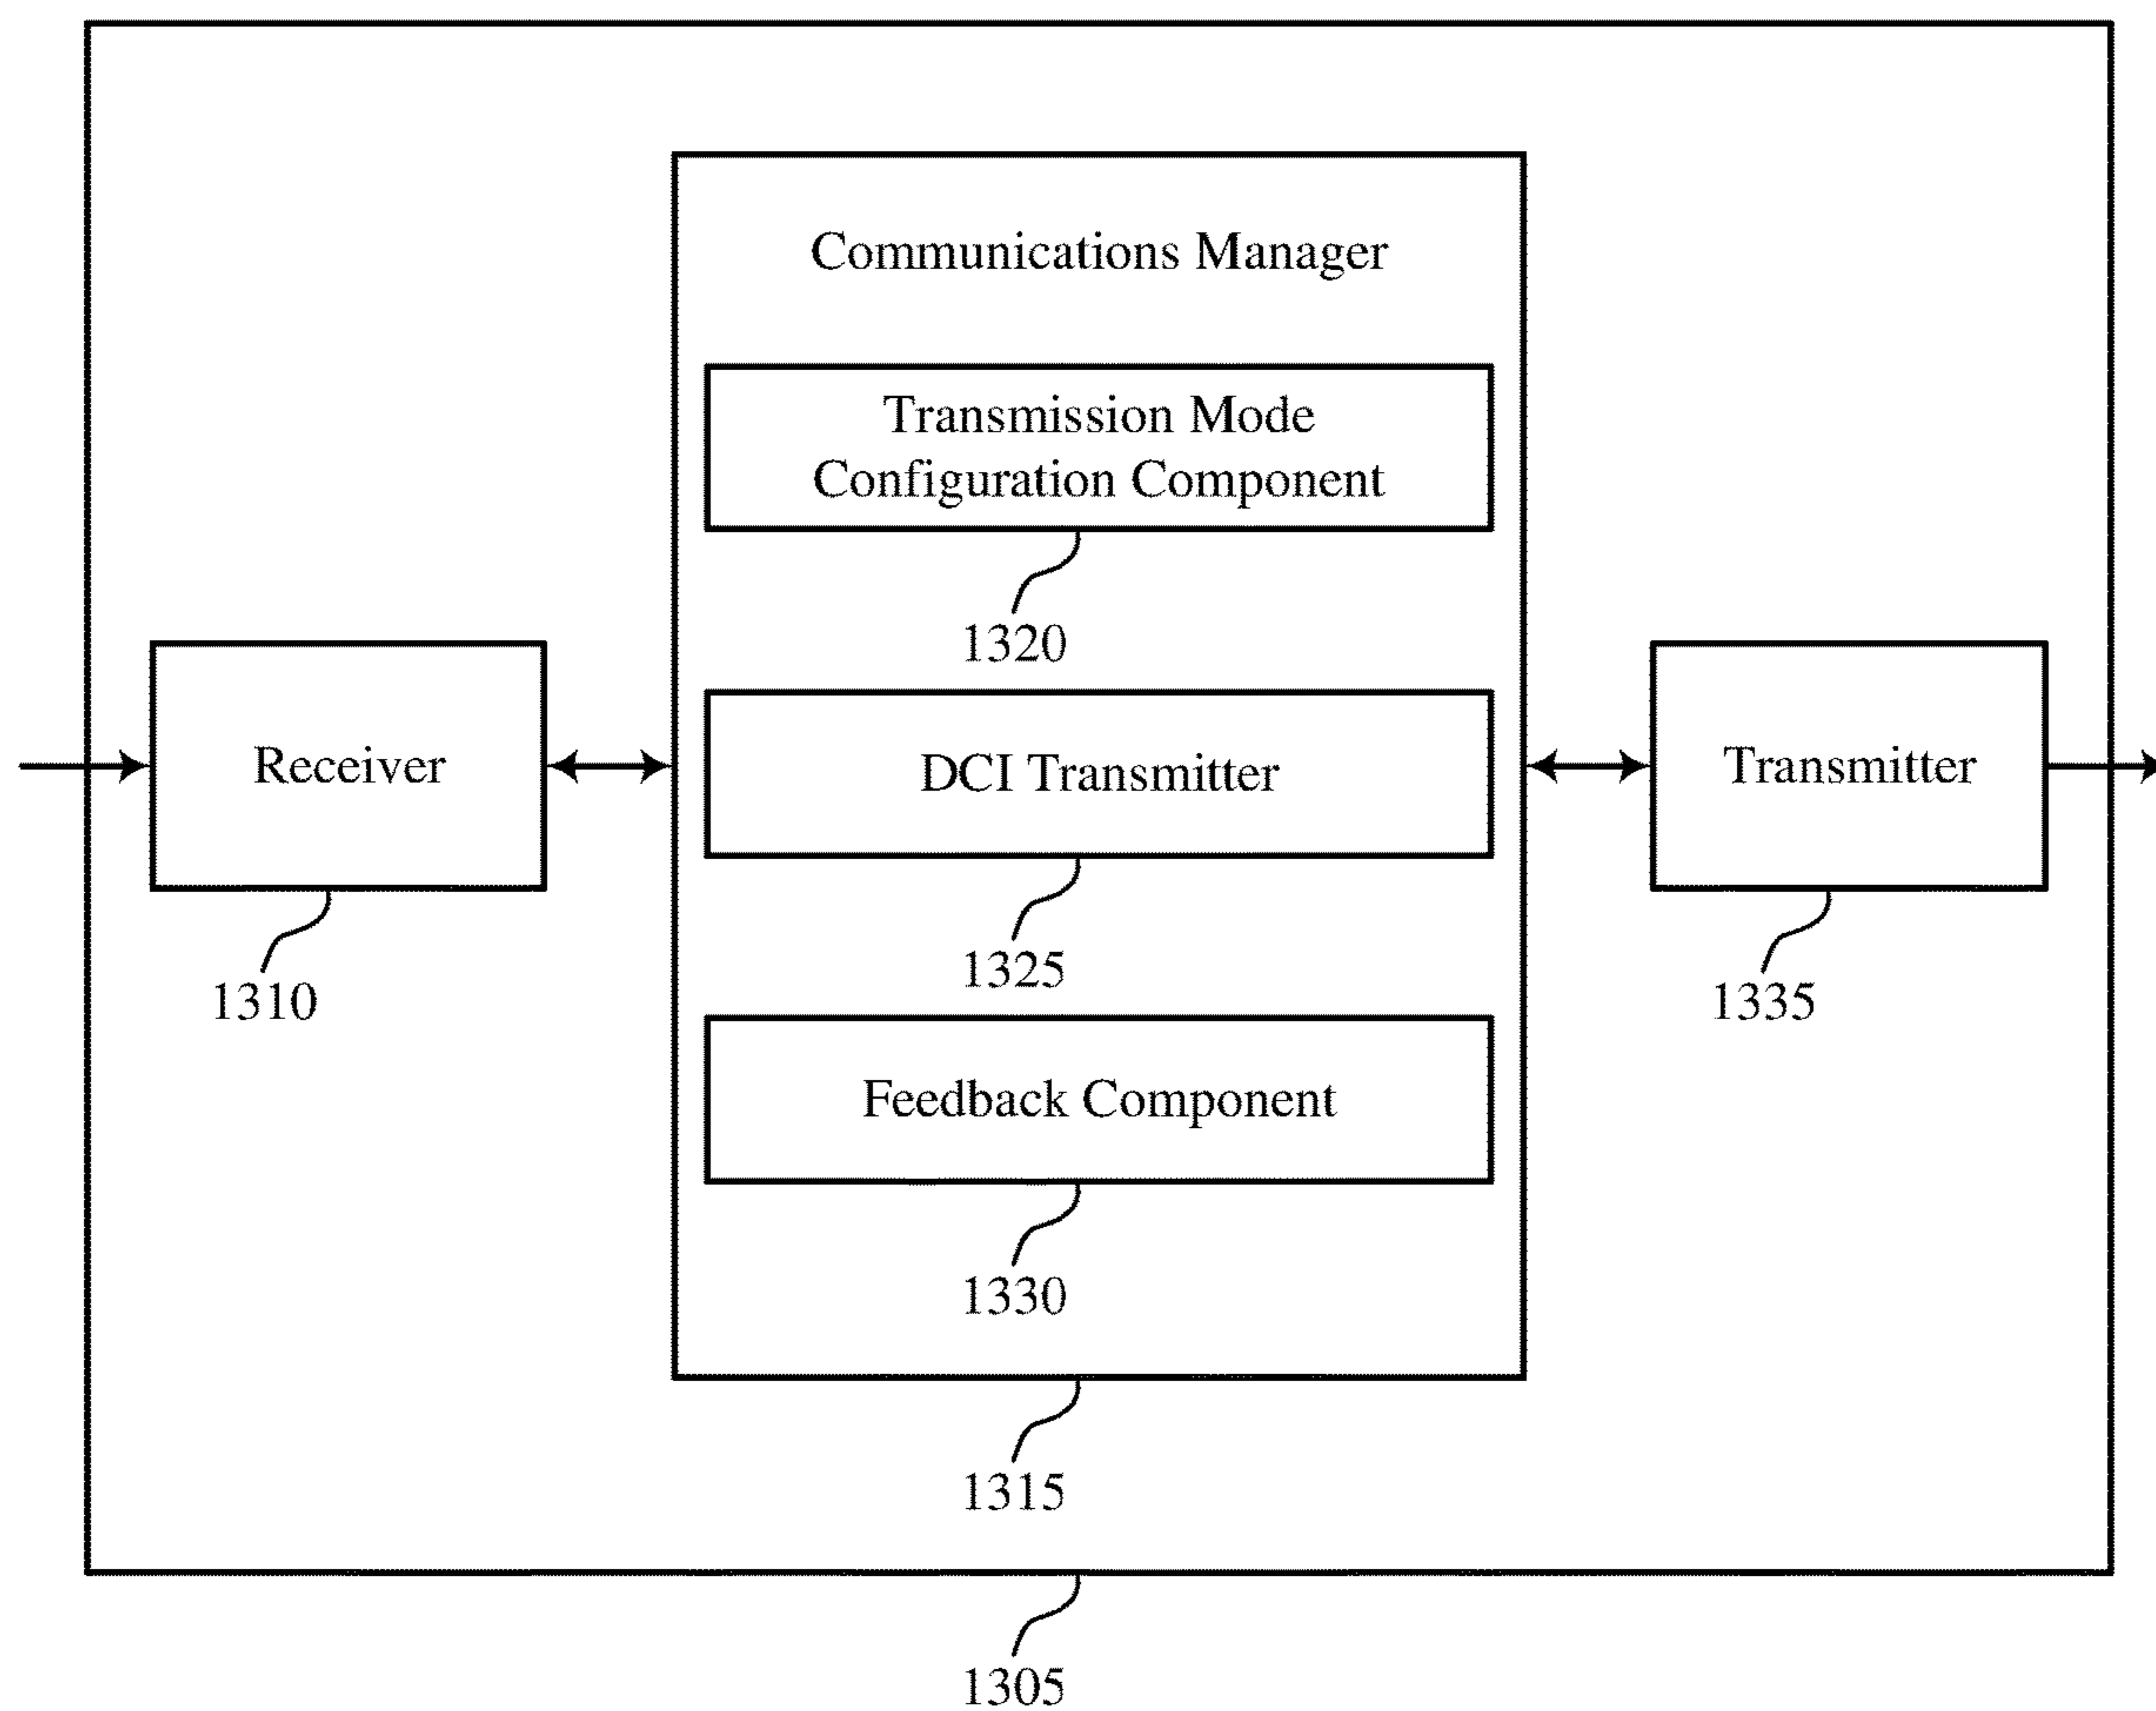 Communications Manager
Transmission Mode
Configuration Component
1320
Receiver
1310
DCI Transmitter
1325
Transmitter
1335
Feedback Component
1330
1315
1305